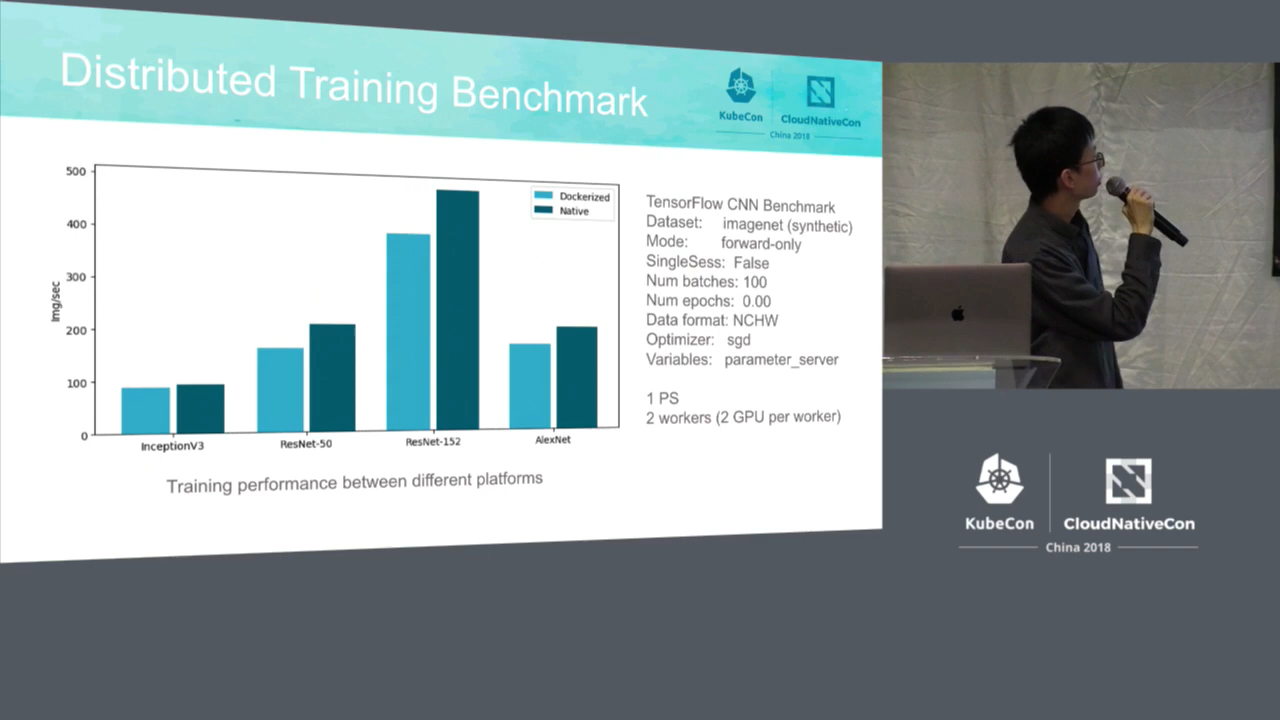 Distributed Training Benchmark
KubeCon
CloudNativeCon
China 2018
500
400
300
200
100
0
Img/sec
Dockerized
Native
InceptionV3
ResNet-50
ResNet-152
AlexNet
Training performance between different platforms
TensorFlow CNN Benchmark
Dataset: imagenet (synthetic)
Mode: forward-only
SingleSess: False
Num batches: 100
Num epochs: 0.00
Data format: NCHW
Optimizer: sgd
Variables: parameter_server
1 PS
2 workers (2 GPU per worker)
KubeCon
CloudNativeCon
China 2018